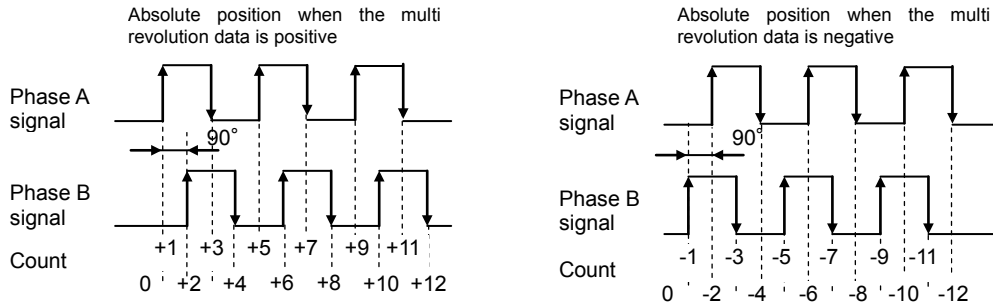 Absolute position when the multi
revolution data is positive
Phase A
signal
90°
Phase B
signal
+1 +3 +5 +7 +9 +11
Count
0 +2 +4 +6 +8 +10 +12
Absolute position when the multi
revolution data is negative
Phase A
signal
90°
Phase B
signal
-1 -3 -5 -7 -9 -11
Count
0 -2 -4 -6 -8 -10 -12